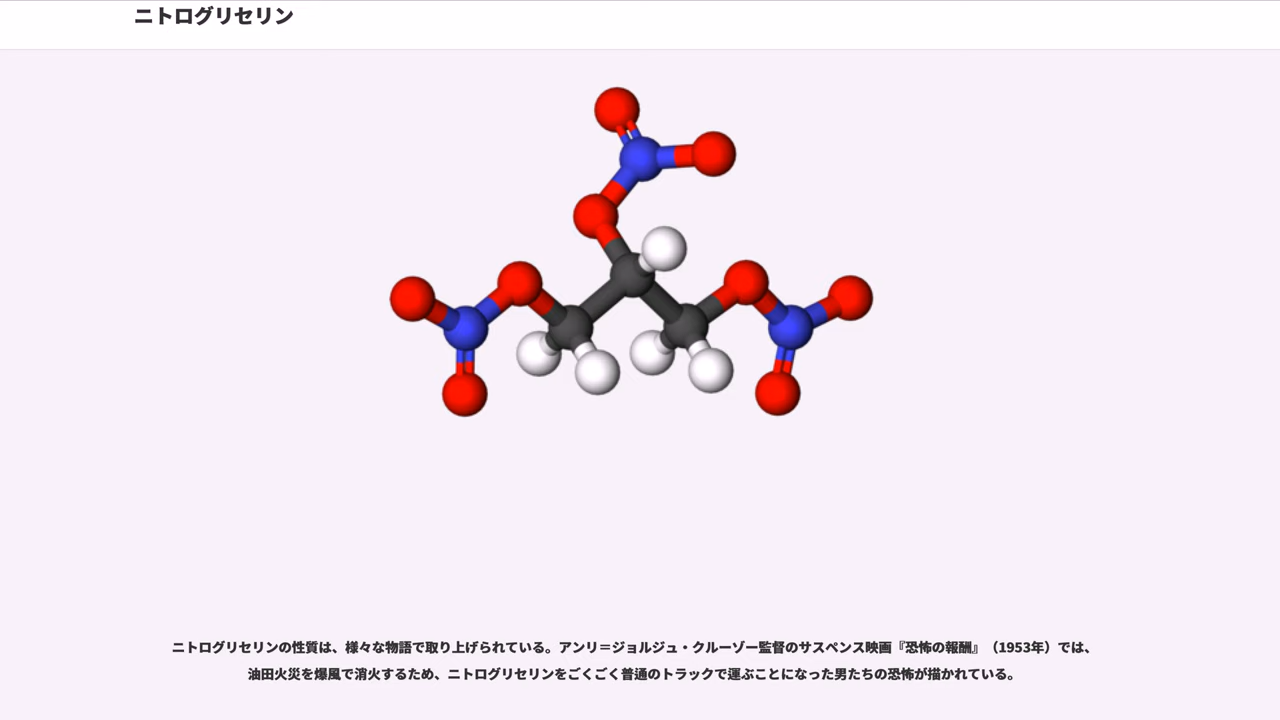 ニトログリセリン
ニトログリセリンの性質は、様々な物語で取り上げられている。アンリ＝ジョルジュ・クルーゾー監督のサスペンス映画『恐怖の報酬』（1953年）では、
油田火災を爆風で消火するため、ニトログリセリンをごくごく普通のトラックで運ぶことになった男たちの恐怖が描かれている。